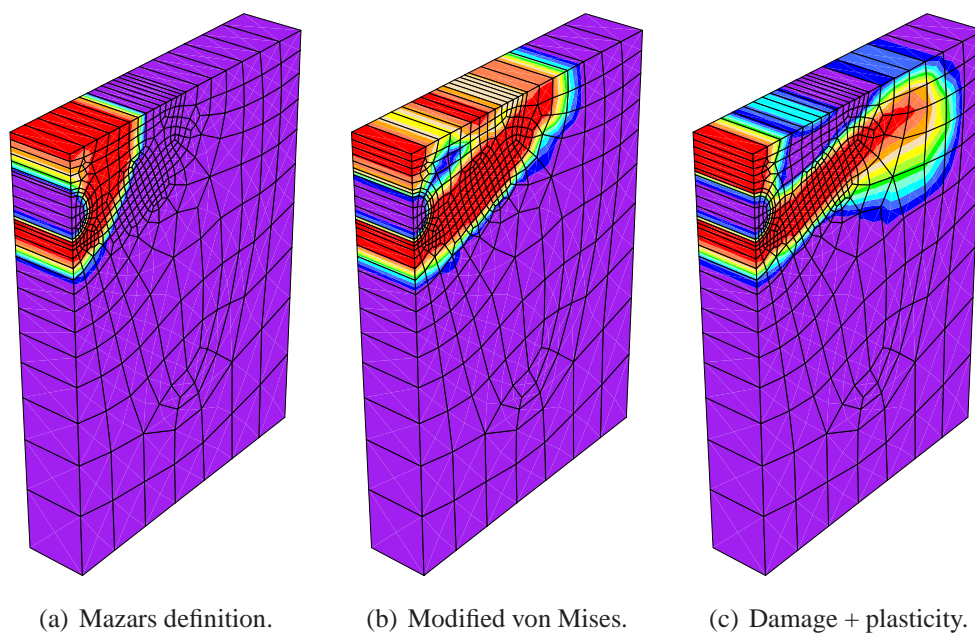 (a) Mazars definition.
(b) Modified von Mises.
(c) Damage + plasticity.